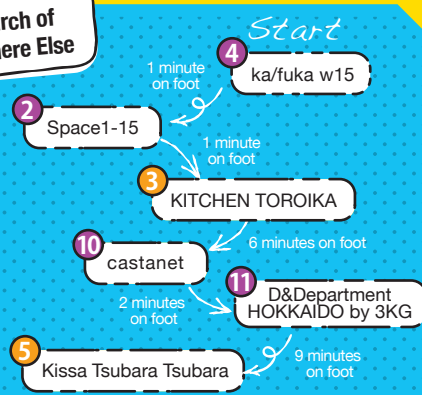 rch of
ere Else
Start
4
ka/fuka w15
1 minute
on foot
2
Space1-15
1 minute
on foot
3
KITCHEN TOROIKA
6 minutes on foot
10
castanet
2 minutes
on foot
11
D&Department
HOKKAIDO by 3KG
9 minutes
on foot
5
Kissa Tsubara Tsubara